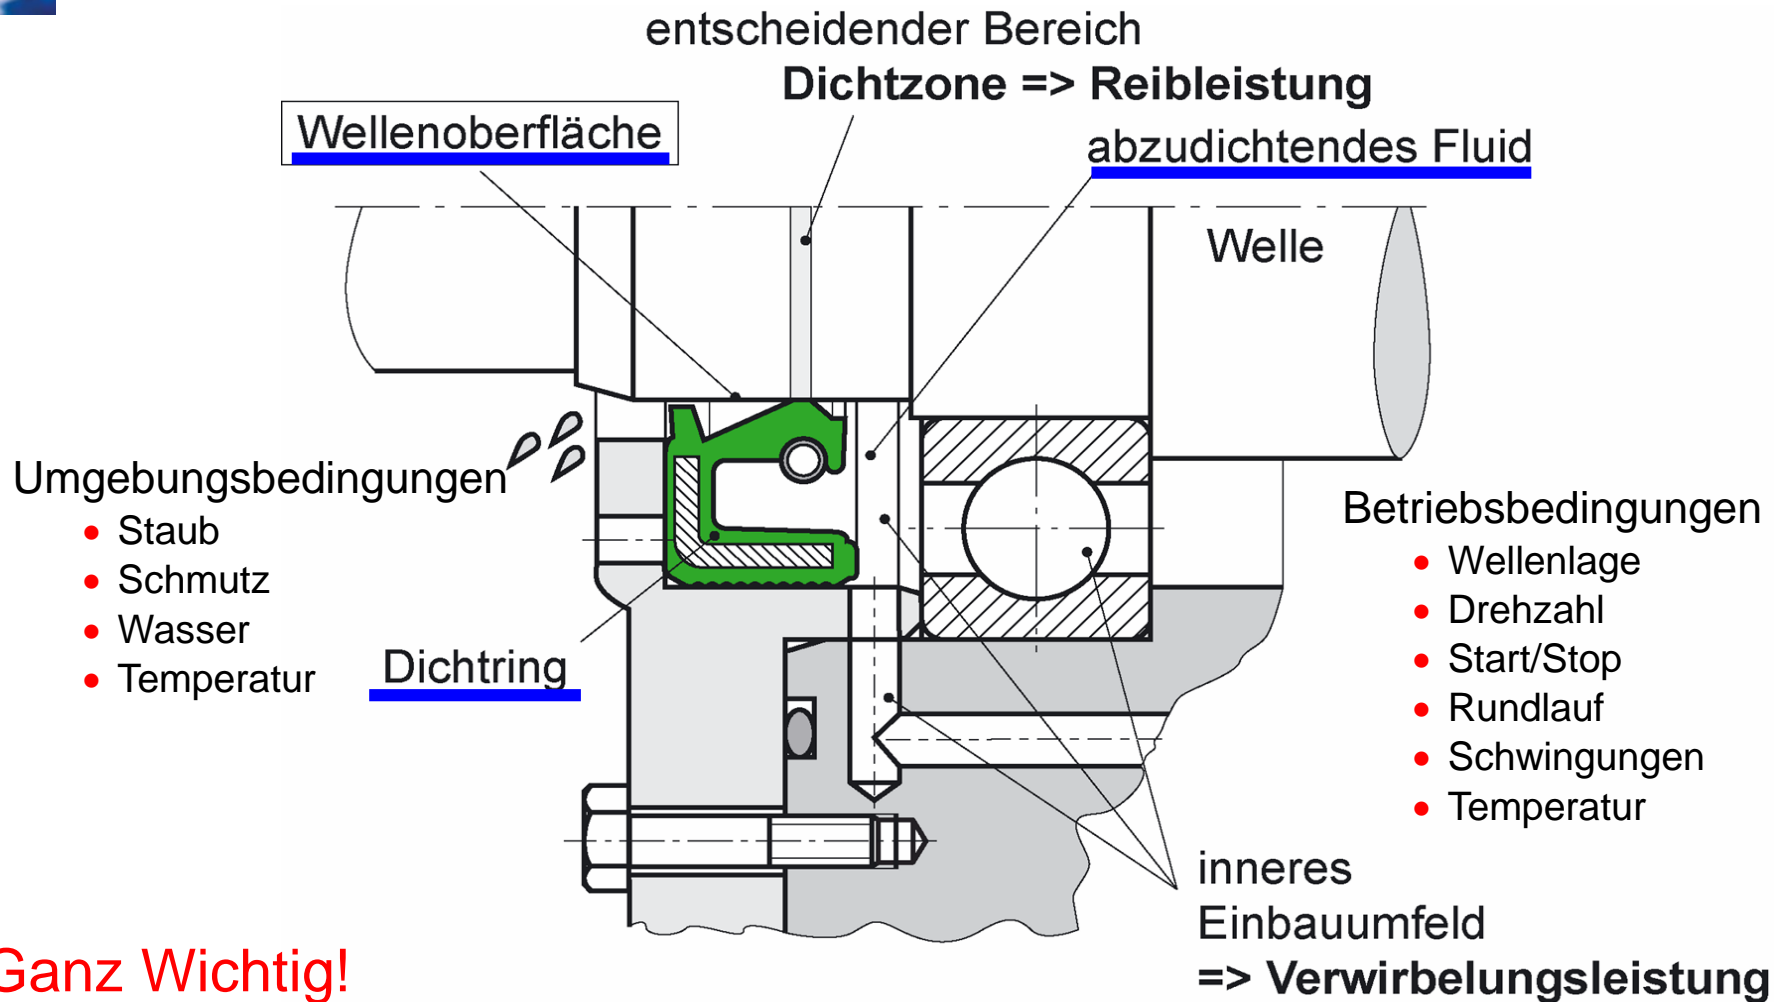 entscheidender Bereich
Dichtzone => Reibleistung
Wellenoberfläche
abzudichtendes Fluid
Welle
Umgebungsbedingungen
• Staub
• Schmutz
• Wasser
• Temperatur
Dichtring
Betriebsbedingungen
• Wellenlage
• Drehzahl
• Start/Stop
• Rundlauf
• Schwingungen
• Temperatur
inneres
Einbauumfeld
=> Verwirbelungsleistung
Ganz Wichtig!